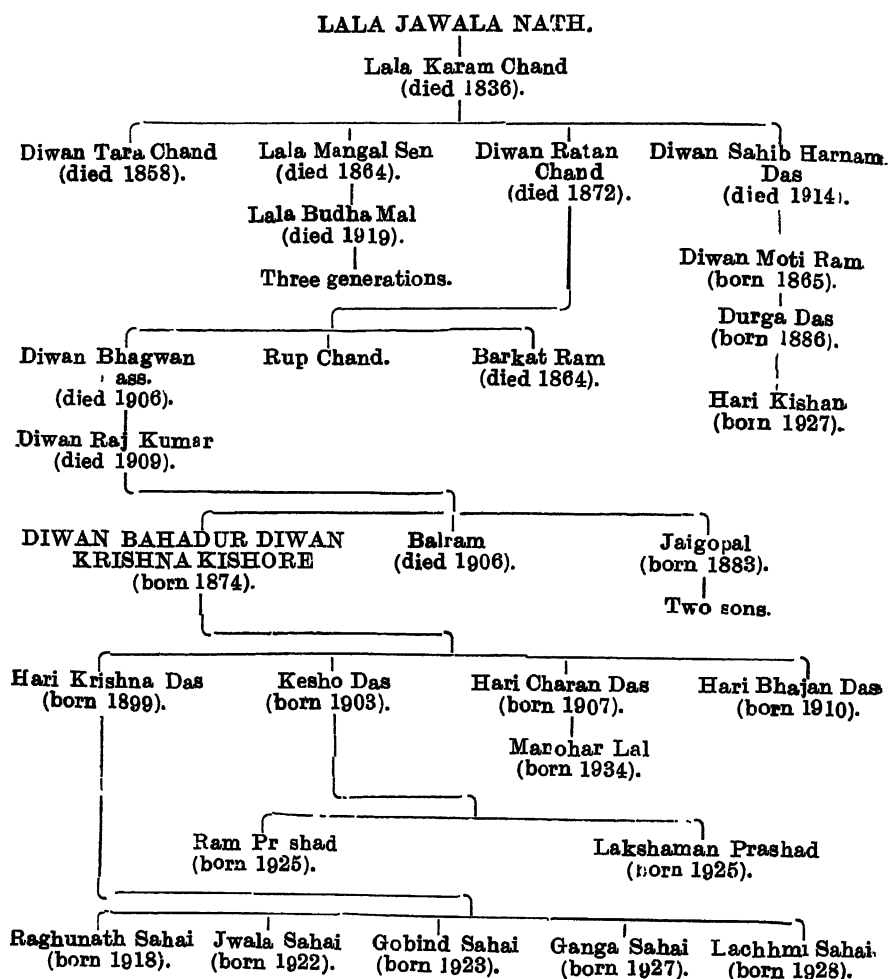 LALA JAWALA NATH.
Lala Karam Chand
(died 1836).
Diwan Tara Chand
(died 1858).
Lala Mangal Sen
(died 1864).
Diwan Ratan
Chand
(died 1872).
Diwan Sahib Harnam
Das
(died 1914).
Lala Budha Mal
(died 1919).
Three generations.
Diwan Moti Ram
(born 1865).
Durga Das
(born 1886).
Hari Kishan
(born 1927).
Diwan Bhagwan
ass.
(died 1906).
Rup Chand.
Barkat Ram
(died 1864).
Diwan Raj Kumar
(died 1909).
DIWAN BAHADUR DIWAN
KRISHNA KISHORE
(born 1874).
Balram
(died 1906).
Jaigopal
(born 1883).
Two sons.
Hari Krishna Das
(born 1899).
Kesho Das
(born 1903).
Hari Charan Das
(born 1907).
Hari Bhajan Das
(born 1910).
Manohar Lal
(born 1934).
Ram Pr shad
(born 1925).
Lakshaman Prashad
(born 1925).
Raghunath Sahai
(born 1918).
Jwala Sahai
(born 1922).
Gobind Sahai
(born 1923).
Ganga Sahai
(born 1927).
Lachhmi Sahai.
(born 1928).